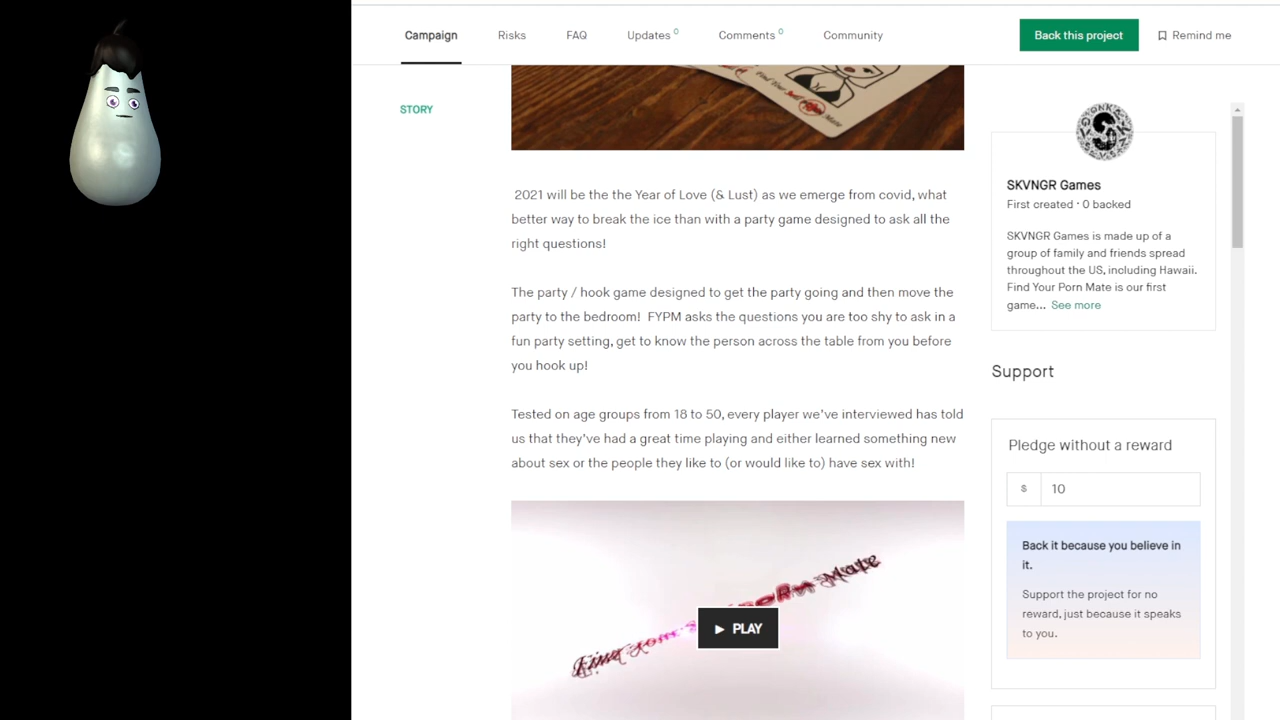 Campaign
Risks
FAQ
Updates 0
Comments 0
Community
Back this project
Remind me
STORY
Find Your Mate
2021 will be the the Year of Love (& Lust) as we emerge from covid, what
better way to break the ice than with a party game designed to ask all the
right questions!
The party / hook game designed to get the party going and then move the
party to the bedroom!  FYPM asks the questions you are too shy to ask in a
fun party setting, get to know the person across the table from you before
you hook up!
Tested on age groups from 18 to 50, every player we've interviewed has told
us that they've had a great time playing and either learned something new
about sex or the people they like to (or would like to) have sex with!
Find Your Mate
PLAY
SKVNGR Games
First created · 0 backed
SKVNGR Games is made up of a
group of family and friends spread
throughout the US, including Hawaii.
Find Your Porn Mate is our first
game... See more
Support
Pledge without a reward
$ 10
Back it because you believe in
it.
Support the project for no
reward, just because it speaks
to you.